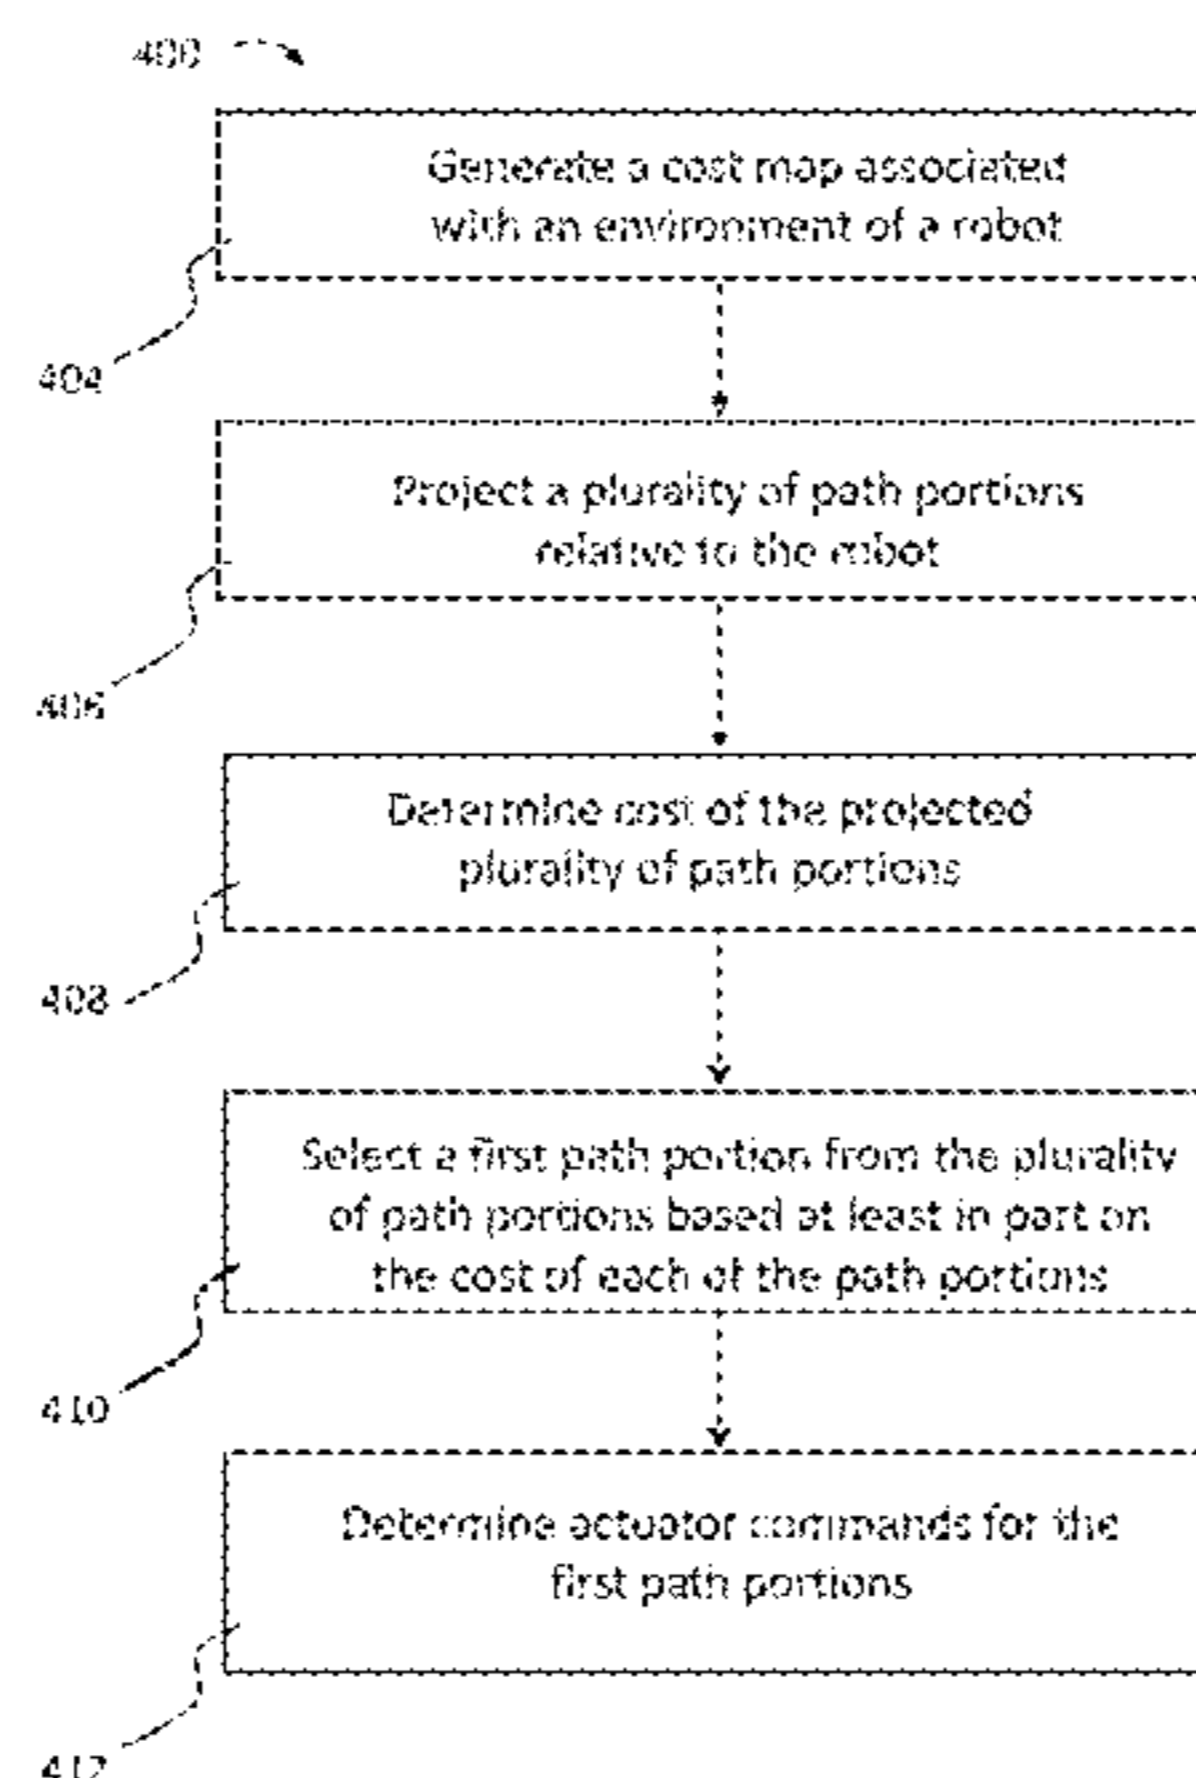 400
Generate a cost map associated
with an environment of a robot
404
Project a plurality of path portions
relative to the robot
406
Determine cost of the projected
plurality of path portions
408
Select a first path portion from the plurality
of path portions based at least in part on
the cost of each of the path portions
410
Determine actuator commands for the
first path portions
412